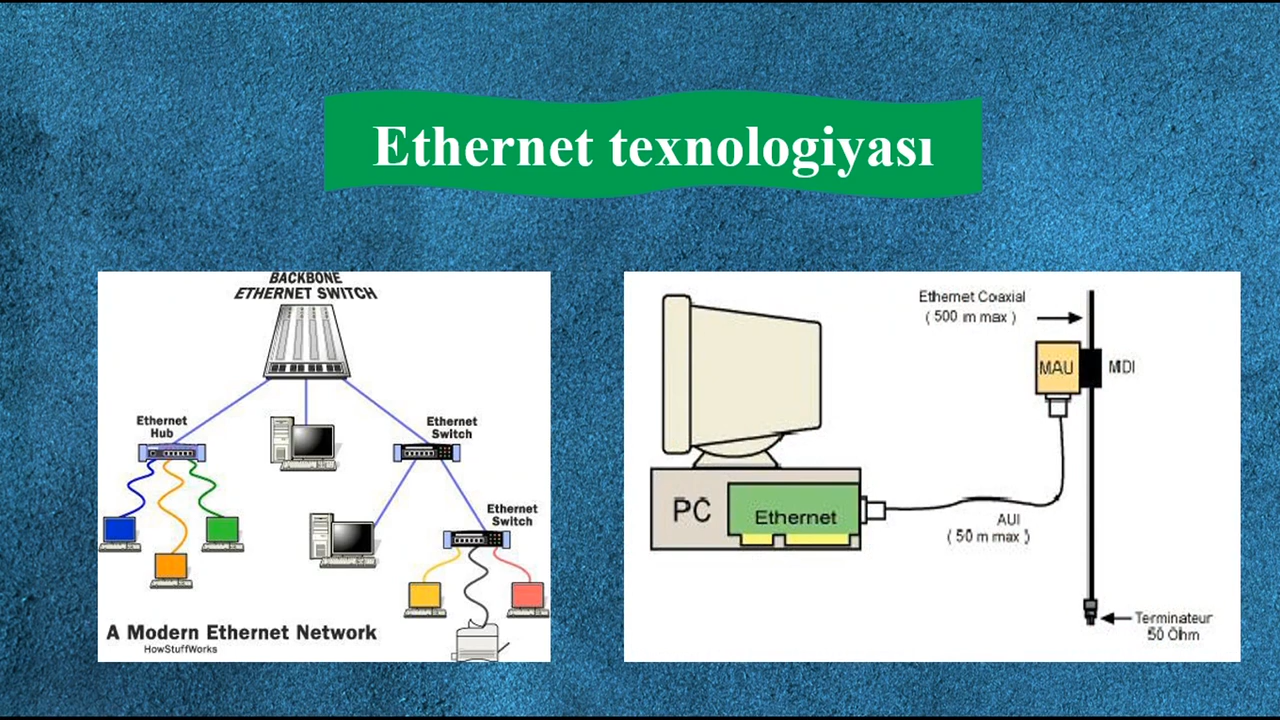 Ethernet texnologiyası
BACKBONE
ETHERNET SWITCH
Ethernet
Hub
Ethernet
Switch
Ethernet
Switch
A Modern Ethernet Network
HowStuffWorks
Ethernet Coaxial
( 500 m max )
MAU
MDI
PC
Ethernet
AUI
( 50 m max )
Terminateur
50 Ohm